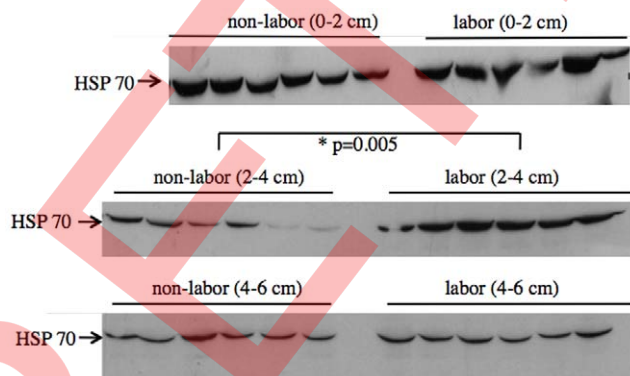 non-labor (0-2 cm) labor (0-2 cm)
HSP 70
* p=0.005
non-labor (2-4 cm) labor (2-4 cm)
HSP 70
non-labor (4-6 cm) labor (4-6 cm)
HSP 70